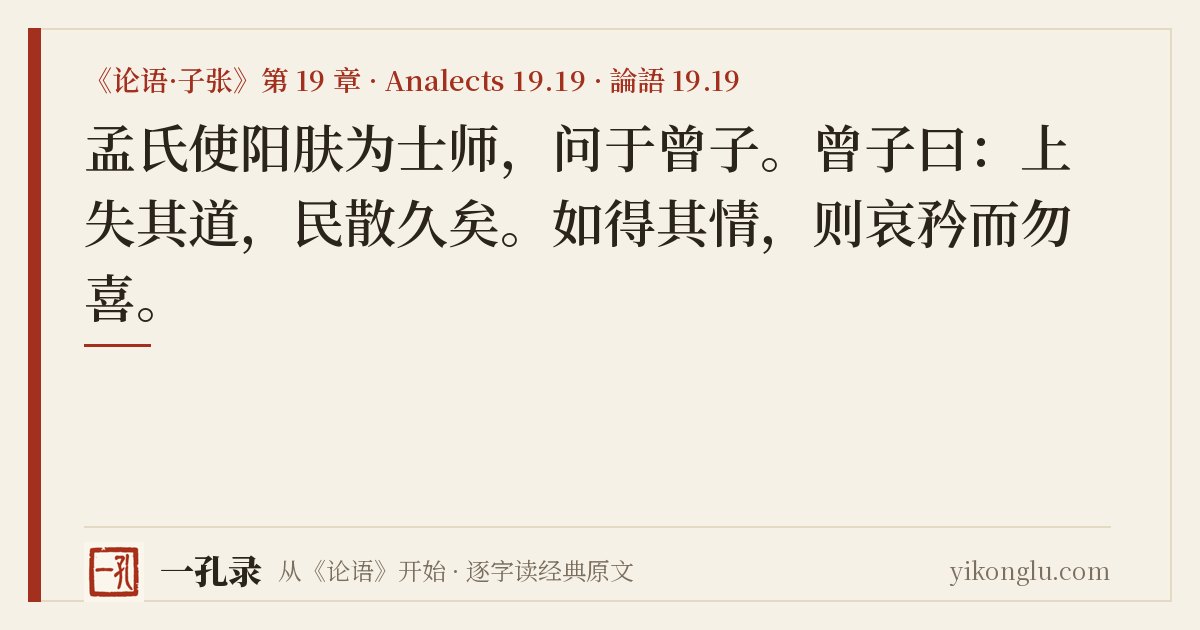 《论语·子张》第 19 章 · Analects 19.19 · 論語 19.19
孟氏使阳肤为士师，问于曾子。曾子曰：上
失其道，民散久矣。如得其情，则哀矜而勿
喜。
一孔
一孔录 从《论语》开始 · 逐字读经典原文 yikonglu.com